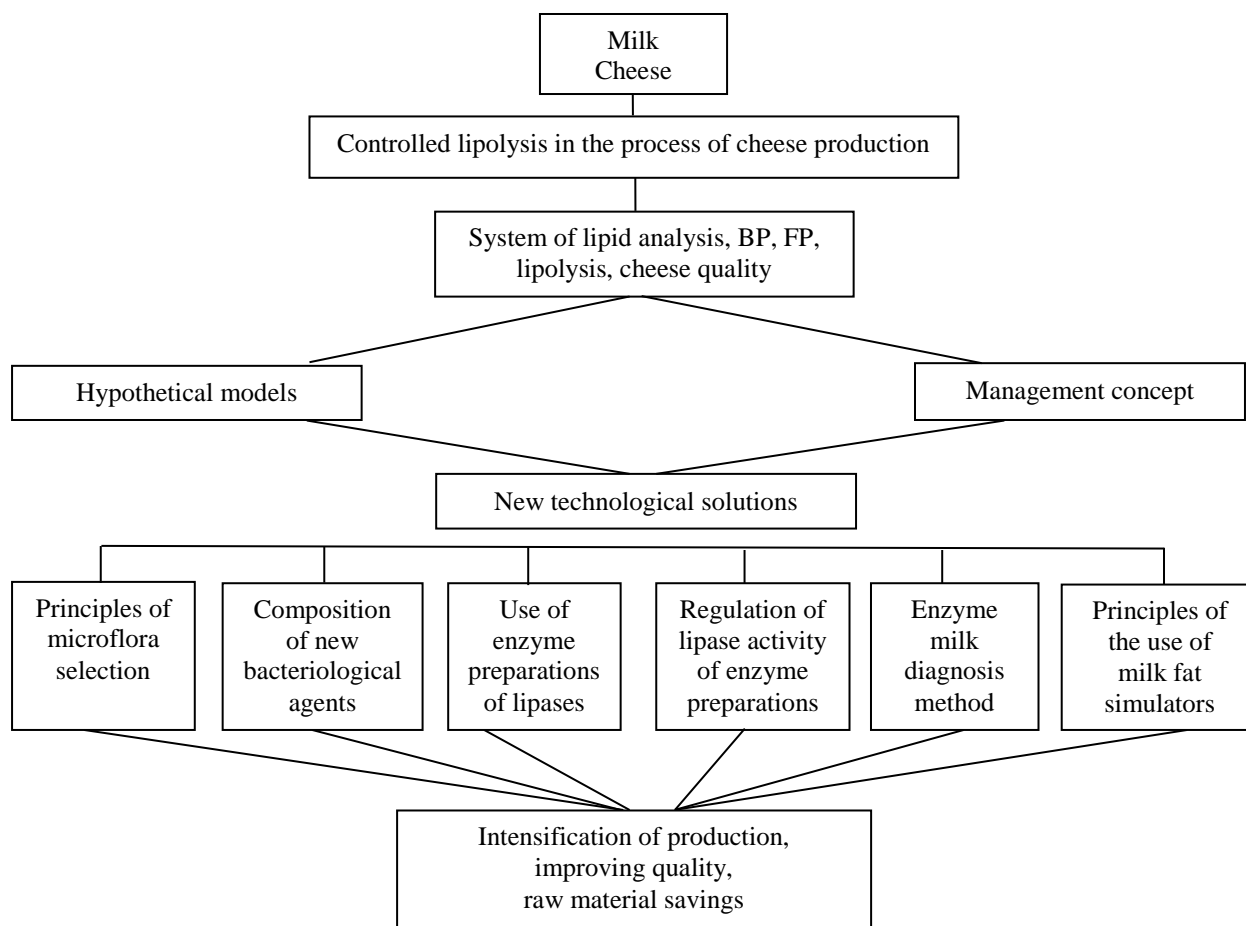 Milk
Cheese
Controlled lipolysis in the process of cheese production
System of lipid analysis, BP, FP,
lipolysis, cheese quality
Hypothetical models
Management concept
New technological solutions
Principles of
microflora
selection
Composition
of new
bacteriological
agents
Use of
enzyme
preparations
of lipases
Regulation of
lipase activity
of enzyme
preparations
Enzyme
milk
diagnosis
method
Principles of
the use of
milk fat
simulators
Intensification of production,
improving quality,
raw material savings